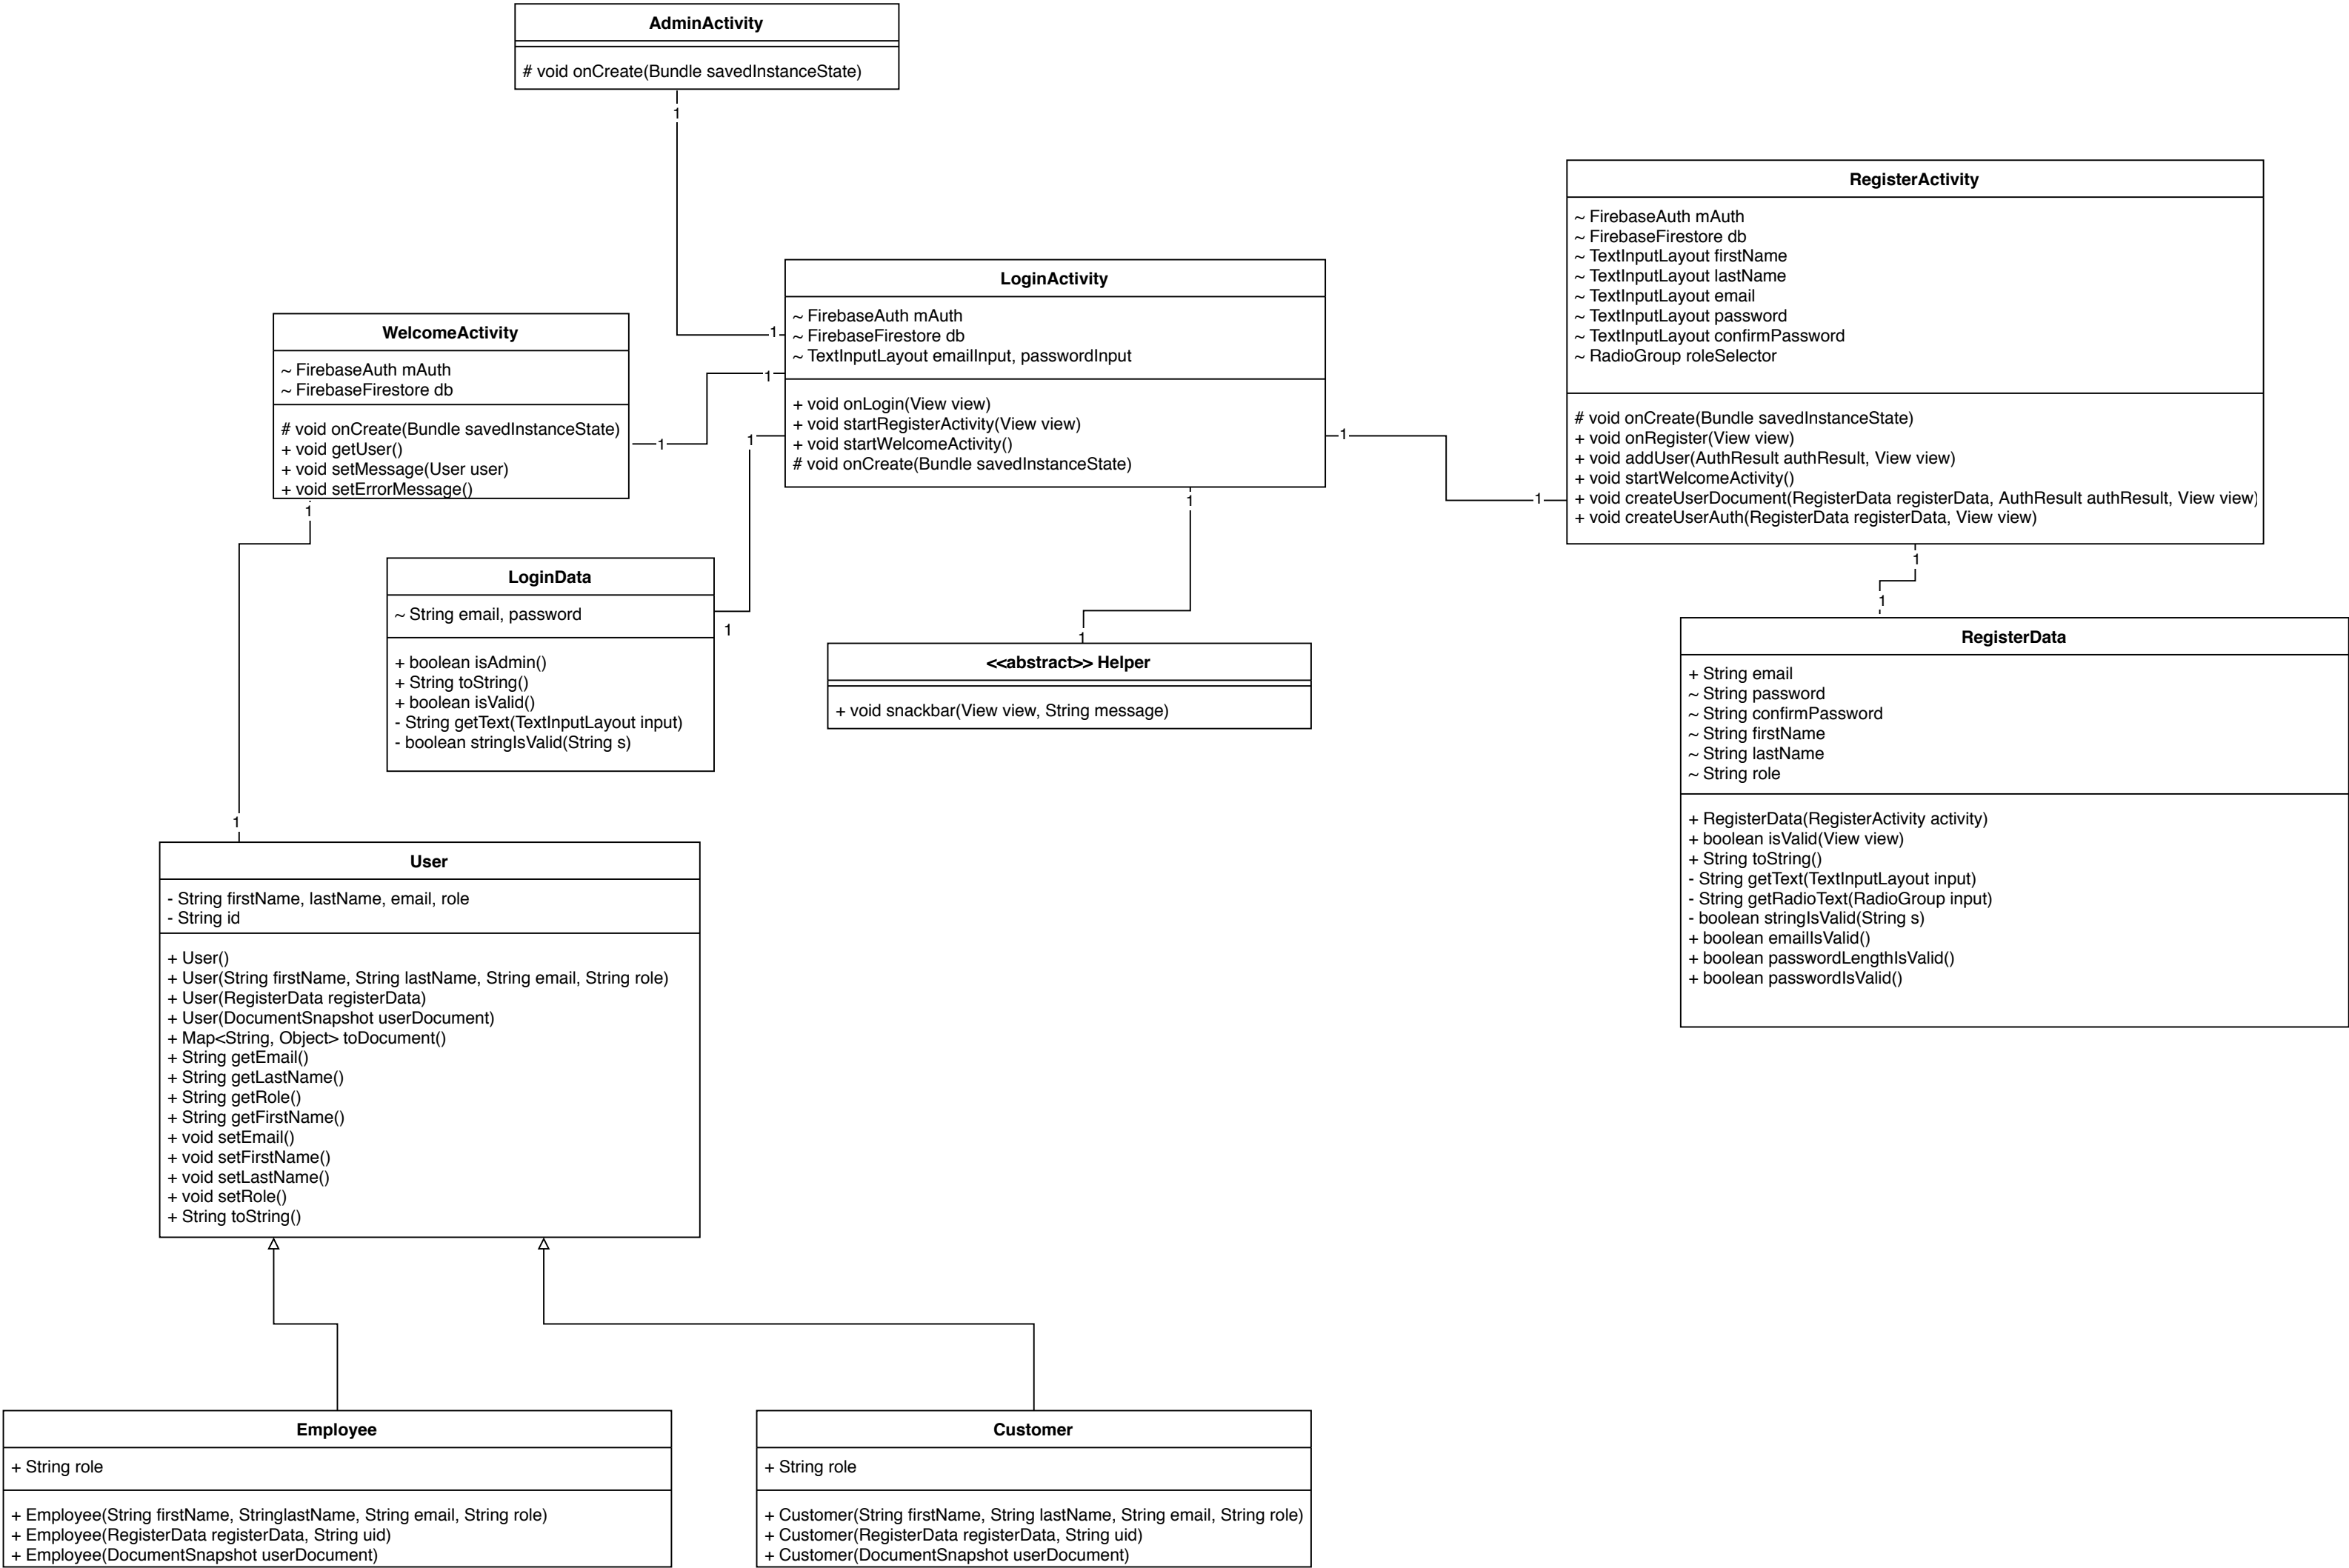 AdminActivity
# void onCreate(Bundle savedInstanceState)
1
RegisterActivity
~ FirebaseAuth mAuth
~ FirebaseFirestore db
~ TextInputLayout firstName
~ TextInputLayout lastName
~ TextInputLayout email
~ TextInputLayout password
~ TextInputLayout confirmPassword
~ RadioGroup roleSelector
# void onCreate(Bundle savedInstanceState)
+ void onRegister(View view)
+ void addUser(AuthResult authResult, View view)
+ void startWelcomeActivity()
+ void createUserDocument(RegisterData registerData, AuthResult authResult, View view)
+ void createUserAuth(RegisterData registerData, View view)
LoginActivity
~ FirebaseAuth mAuth
~ FirebaseFirestore db
~ TextInputLayout emailInput, passwordInput
+ void onLogin(View view)
+ void startRegisterActivity(View view)
+ void startWelcomeActivity()
# void onCreate(Bundle savedInstanceState)
1
1
1
1
1
1
WelcomeActivity
~ FirebaseAuth mAuth
~ FirebaseFirestore db
# void onCreate(Bundle savedInstanceState)
+ void getUser()
+ void setMessage(User user)
+ void setErrorMessage()
1
1
LoginData
~ String email, password
+ boolean isAdmin()
+ String toString()
+ boolean isValid()
- String getText(TextInputLayout input)
- boolean stringIsValid(String s)
1
1
<<abstract>> Helper
+ void snackbar(View view, String message)
1
1
RegisterData
+ String email
~ String password
~ String confirmPassword
~ String firstName
~ String lastName
~ String role
+ RegisterData(RegisterActivity activity)
+ boolean isValid(View view)
+ String toString()
- String getText(TextInputLayout input)
- String getRadioText(RadioGroup input)
- boolean stringIsValid(String s)
+ boolean emailIsValid()
+ boolean passwordLengthIsValid()
+ boolean passwordIsValid()
1
User
- String firstName, lastName, email, role
- String id
+ User()
+ User(String firstName, String lastName, String email, String role)
+ User(RegisterData registerData)
+ User(DocumentSnapshot userDocument)
+ Map<String, Object> toDocument()
+ String getEmail()
+ String getLastName()
+ String getRole()
+ String getFirstName()
+ void setEmail()
+ void setFirstName()
+ void setLastName()
+ void setRole()
+ String toString()
Employee
+ String role
+ Employee(String firstName, StringlastName, String email, String role)
+ Employee(RegisterData registerData, String uid)
+ Employee(DocumentSnapshot userDocument)
Customer
+ String role
+ Customer(String firstName, String lastName, String email, String role)
+ Customer(RegisterData registerData, String uid)
+ Customer(DocumentSnapshot userDocument)